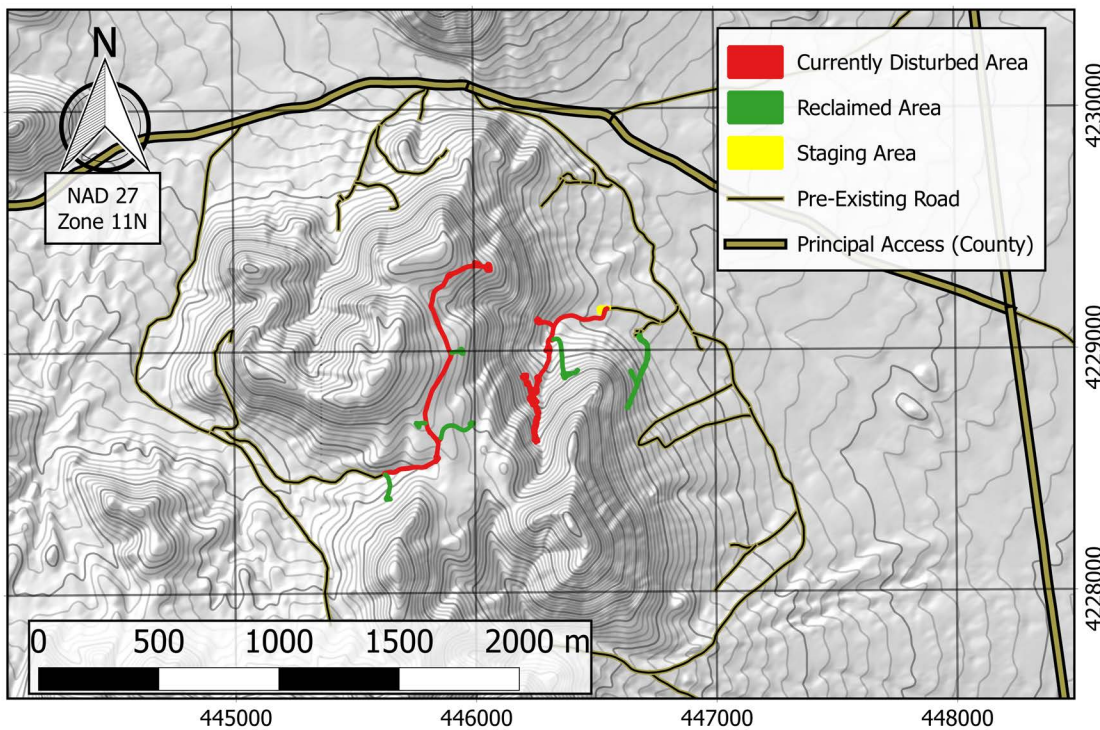 N
NAD 27
Zone 11N
Currently Disturbed Area
Reclaimed Area
Staging Area
Pre-Existing Road
Principal Access (County)
4230000
4229000
4228000
0 500 1000 1500 2000 m
445000 446000 447000 448000